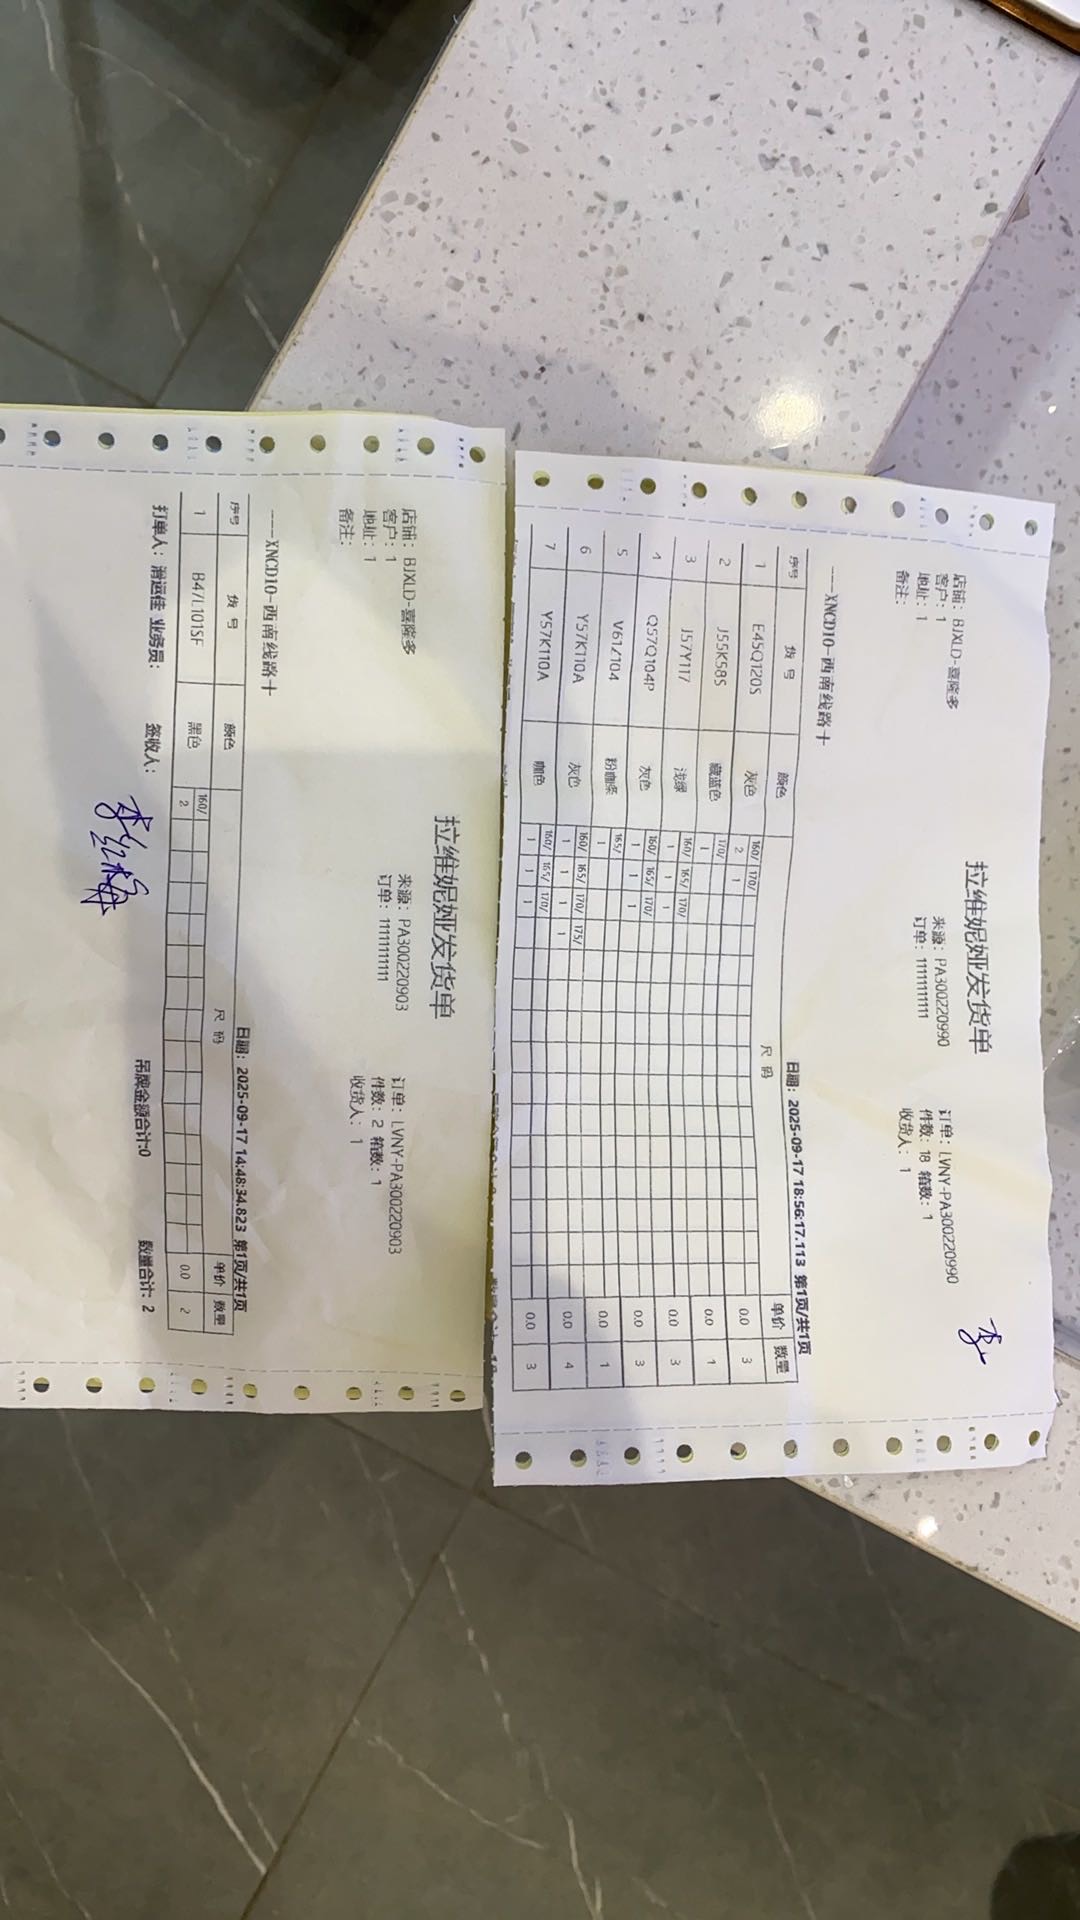 拉维妮娅发货单
店铺：BJXLD-喜隆多 来源：PA300220990 订单：LVNY-PA300220990
客户：1 订单：11111111111 件数：18 箱数：1
地址：1 收货人：1
备注：
---XNCD10-西南线路十 日期：2025-09-17 18:56:17.113 第1页/共1页
序号 货号 颜色 尺码 单价 数量
160/ 170/
1 E45Q120S 灰色 2 1 0.0 3
170/
2 J55K58S 藏蓝色 1 0.0 1
160/ 165/ 170/
3 J57Y117 浅绿 1 1 1 0.0 3
160/ 165/ 170/
4 Q57Q104P 灰色 1 1 1 0.0 3
165/
5 V61Z104 粉咖条 1 0.0 1
160/ 165/ 170/ 175/
6 Y57K110A 灰色 1 1 1 1 0.0 4
160/ 165/ 170/
7 Y57K110A 咖色 1 1 1 0.0 3
拉维妮娅发货单
店铺：BJXLD-喜隆多 来源：PA300220903 订单：LVNY-PA300220903
客户：1 订单：11111111111 件数：2 箱数：1
地址：1 收货人：1
备注：
---XNCD10-西南线路十 日期：2025-09-17 14:48:34.823 第1页/共1页
序号 货号 颜色 尺码 单价 数量
160/
1 B47L101SF 黑色 2 0.0 2
打单人：滑运佳 业务员： 签收人： 吊牌金额合计:0 数量合计：2
李红梅